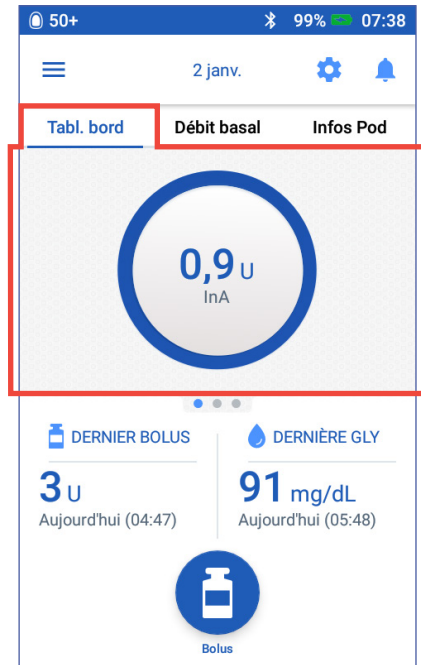 50+ 99% 07:38
2 janv.
Tabl. bord Débit basal Infos Pod
0,9 U
InA
DERNIER BOLUS
3 U
Aujourd'hui (04:47)
DERNIÈRE GLY
91 mg/dL
Aujourd'hui (05:48)
Bolus